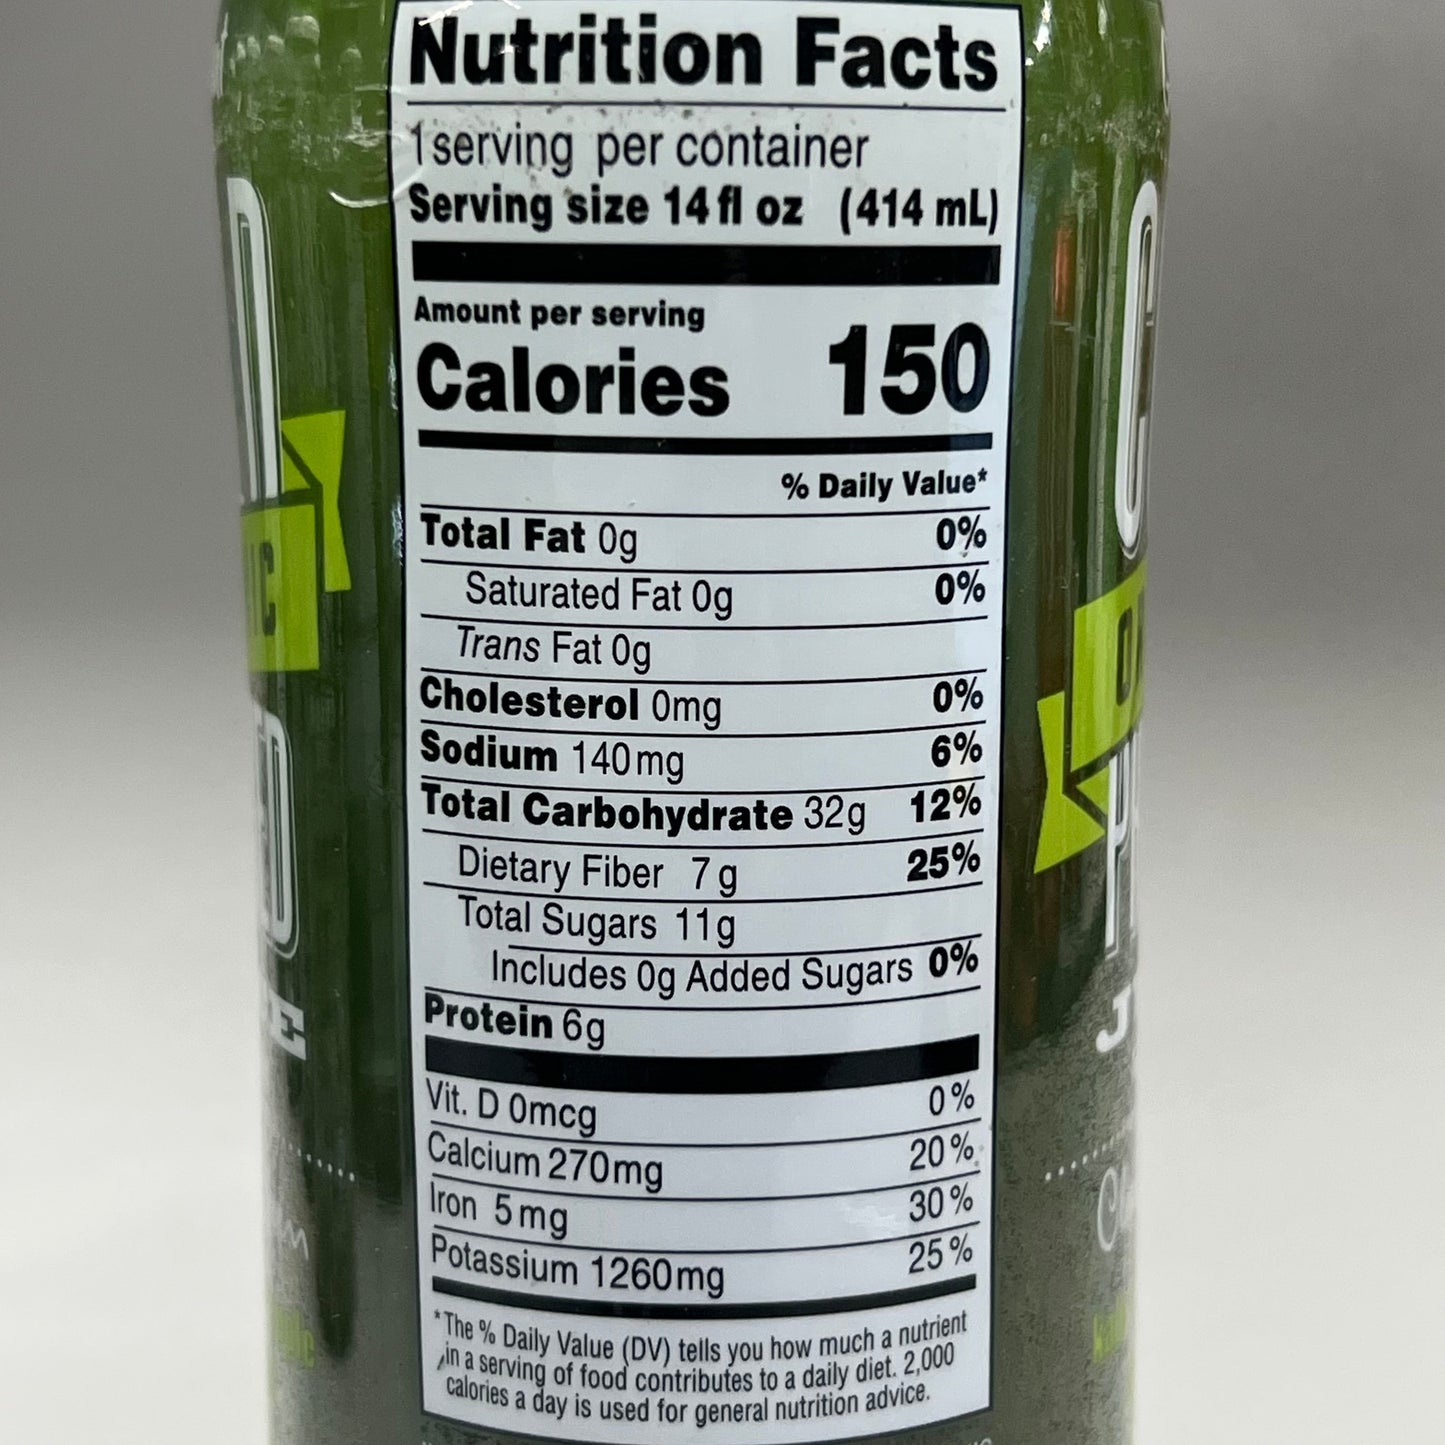 Nutrition Facts
1 serving per container
Serving size 14 fl oz (414 mL)
Amount per serving
Calories 150
% Daily Value*
Total Fat 0g 0%
Saturated Fat 0g 0%
Trans Fat 0g
Cholesterol 0mg 0%
Sodium 140mg 6%
Total Carbohydrate 32g 12%
Dietary Fiber 7g 25%
Total Sugars 11g
Includes 0g Added Sugars 0%
Protein 6g
Vit. D 0mcg 0%
Calcium 270mg 20%
Iron 5mg 30%
Potassium 1260mg 25%
*The % Daily Value (DV) tells you how much a nutrient
in a serving of food contributes to a daily diet. 2,000
calories a day is used for general nutrition advice.